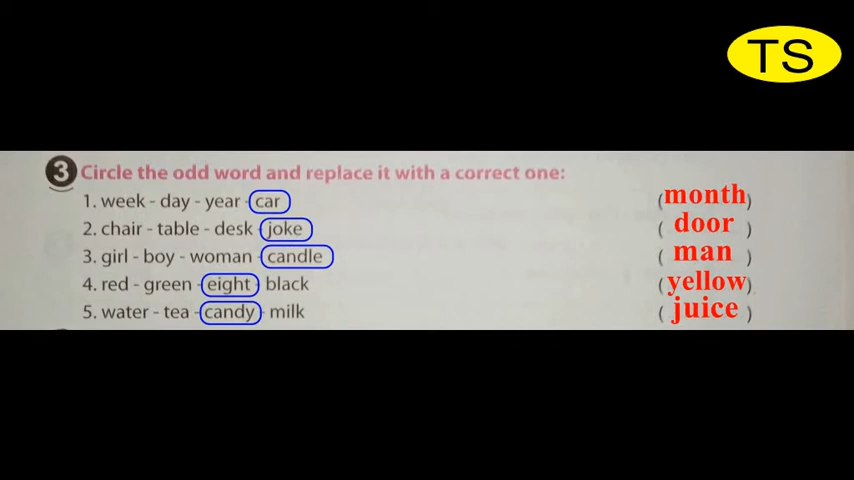 TS
3 Circle the odd word and replace it with a correct one:
1. week - day - year - car (month)
2. chair - table - desk - joke ( door )
3. girl - boy - woman - candle ( man )
4. red - green - eight - black (yellow)
5. water - tea - candy - milk ( juice )